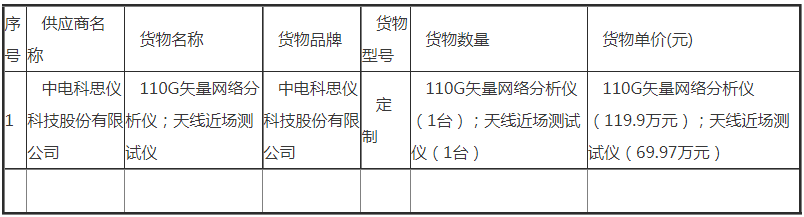 序号
供应商名称
货物名称
货物品牌
货物型号
货物数量
货物单价(元)
1
中电科思仪
科技股份有限
公司
110G矢量网络分
析仪；天线近场测
试仪
中电科思仪
科技股份有限
公司
定
制
110G矢量网络分析仪
（1台）；天线近场测试
仪（1台）
110G矢量网络分析仪
（119.9万元）；天线近场测
试仪（69.97万元）